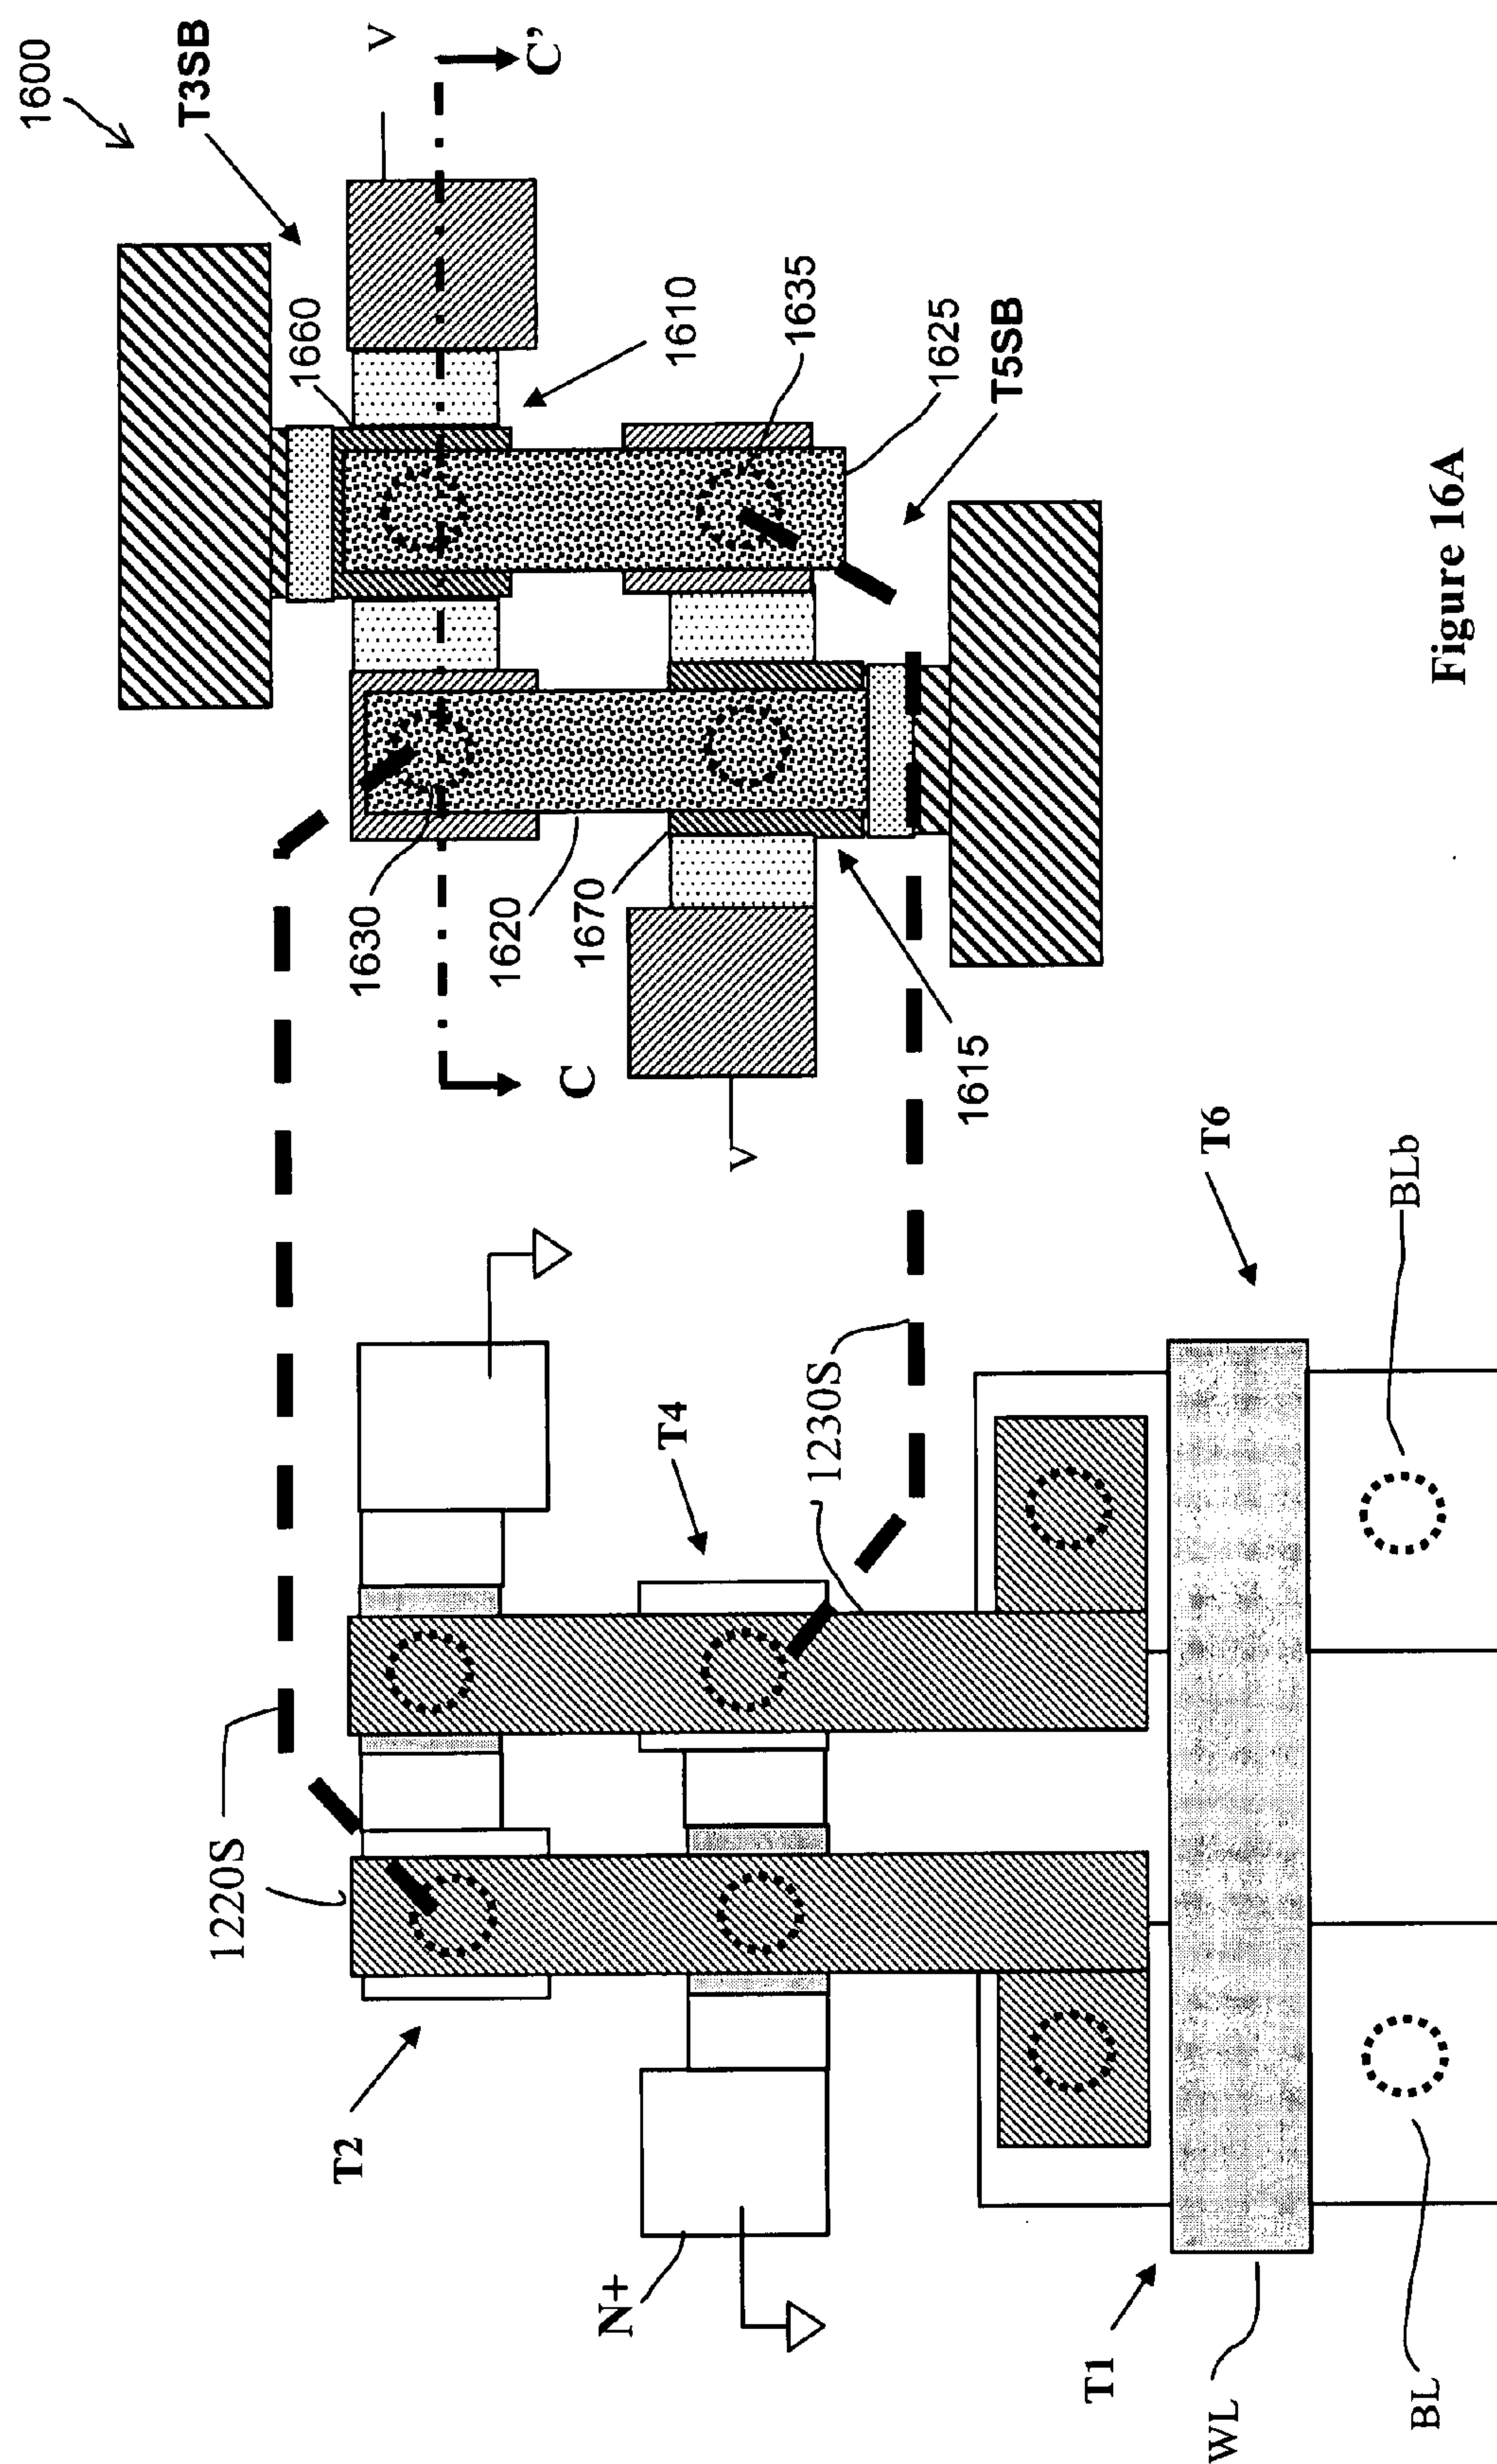 1600
T3SB
V
C'
1660
1610
1635
1625
T5SB
1630
1620
1670
C
1615
V
1220S
T2
T4
1230S
T6
BLb
N+
T1
WL
BL
Figure 16A